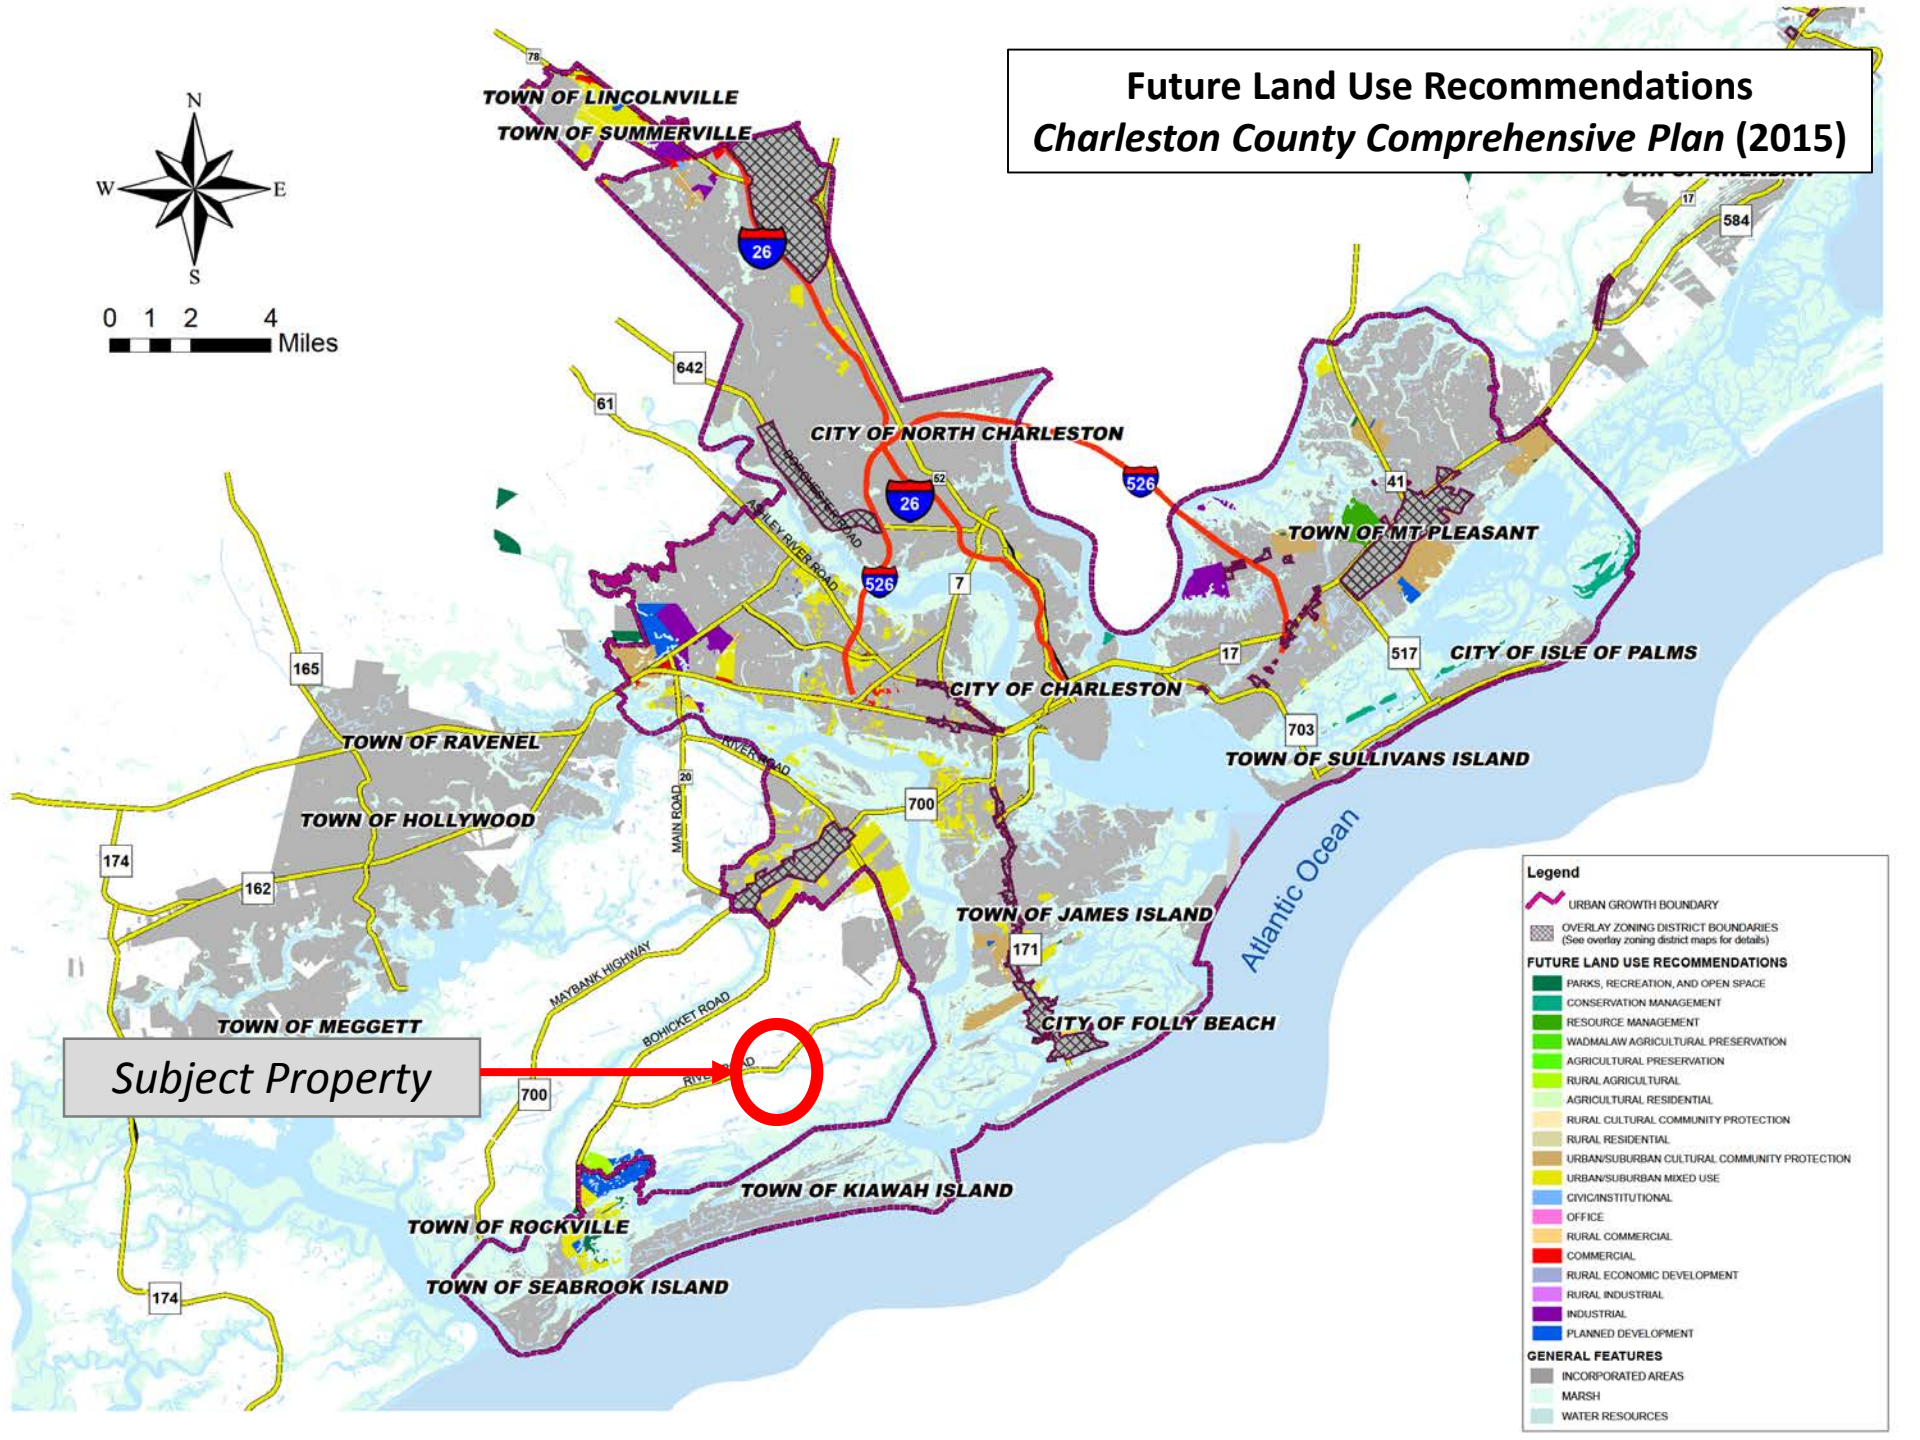 Future Land Use Recommendations
Charleston County Comprehensive Plan (2015)
N
W
E
S
0 1 2 4
Miles
78
TOWN OF LINCOLNVILLE
TOWN OF SUMMERVILLE
26
17
584
642
61
CITY OF NORTH CHARLESTON
52
26
526
41
DORCHESTER ROAD
ASHLEY RIVER ROAD
TOWN OF MT PLEASANT
526
7
165
17
517
CITY OF ISLE OF PALMS
CITY OF CHARLESTON
703
TOWN OF RAVENEL
RIVER ROAD
TOWN OF SULLIVANS ISLAND
20
MAIN ROAD
700
TOWN OF HOLLYWOOD
174
162
Atlantic Ocean
TOWN OF JAMES ISLAND
171
MAYBANK HIGHWAY
BOHICKET ROAD
TOWN OF MEGGETT
CITY OF FOLLY BEACH
Subject Property
700
TOWN OF KIAWAH ISLAND
TOWN OF ROCKVILLE
TOWN OF SEABROOK ISLAND
174
Legend
URBAN GROWTH BOUNDARY
OVERLAY ZONING DISTRICT BOUNDARIES
(See overlay zoning district maps for details)
FUTURE LAND USE RECOMMENDATIONS
PARKS, RECREATION, AND OPEN SPACE
CONSERVATION MANAGEMENT
RESOURCE MANAGEMENT
WADMALAW AGRICULTURAL PRESERVATION
AGRICULTURAL PRESERVATION
RURAL AGRICULTURAL
AGRICULTURAL RESIDENTIAL
RURAL CULTURAL COMMUNITY PROTECTION
RURAL RESIDENTIAL
URBAN/SUBURBAN CULTURAL COMMUNITY PROTECTION
URBAN/SUBURBAN MIXED USE
CIVIC/INSTITUTIONAL
OFFICE
RURAL COMMERCIAL
COMMERCIAL
RURAL ECONOMIC DEVELOPMENT
RURAL INDUSTRIAL
INDUSTRIAL
PLANNED DEVELOPMENT
GENERAL FEATURES
INCORPORATED AREAS
MARSH
WATER RESOURCES